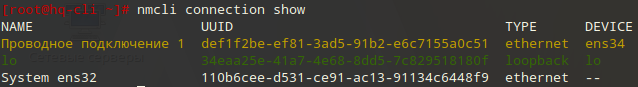 [root@hq-cli ~]# nmcli connection show
NAME UUID TYPE DEVICE
Проводное подключение 1 def1f2be-ef81-3ad5-91b2-e6c7155a0c51 ethernet ens34
lo 34eaa25e-41a7-4e68-8dd5-7c829518180f loopback lo
System ens32 110b6cee-d531-ce91-ac13-91134c6448f9 ethernet --